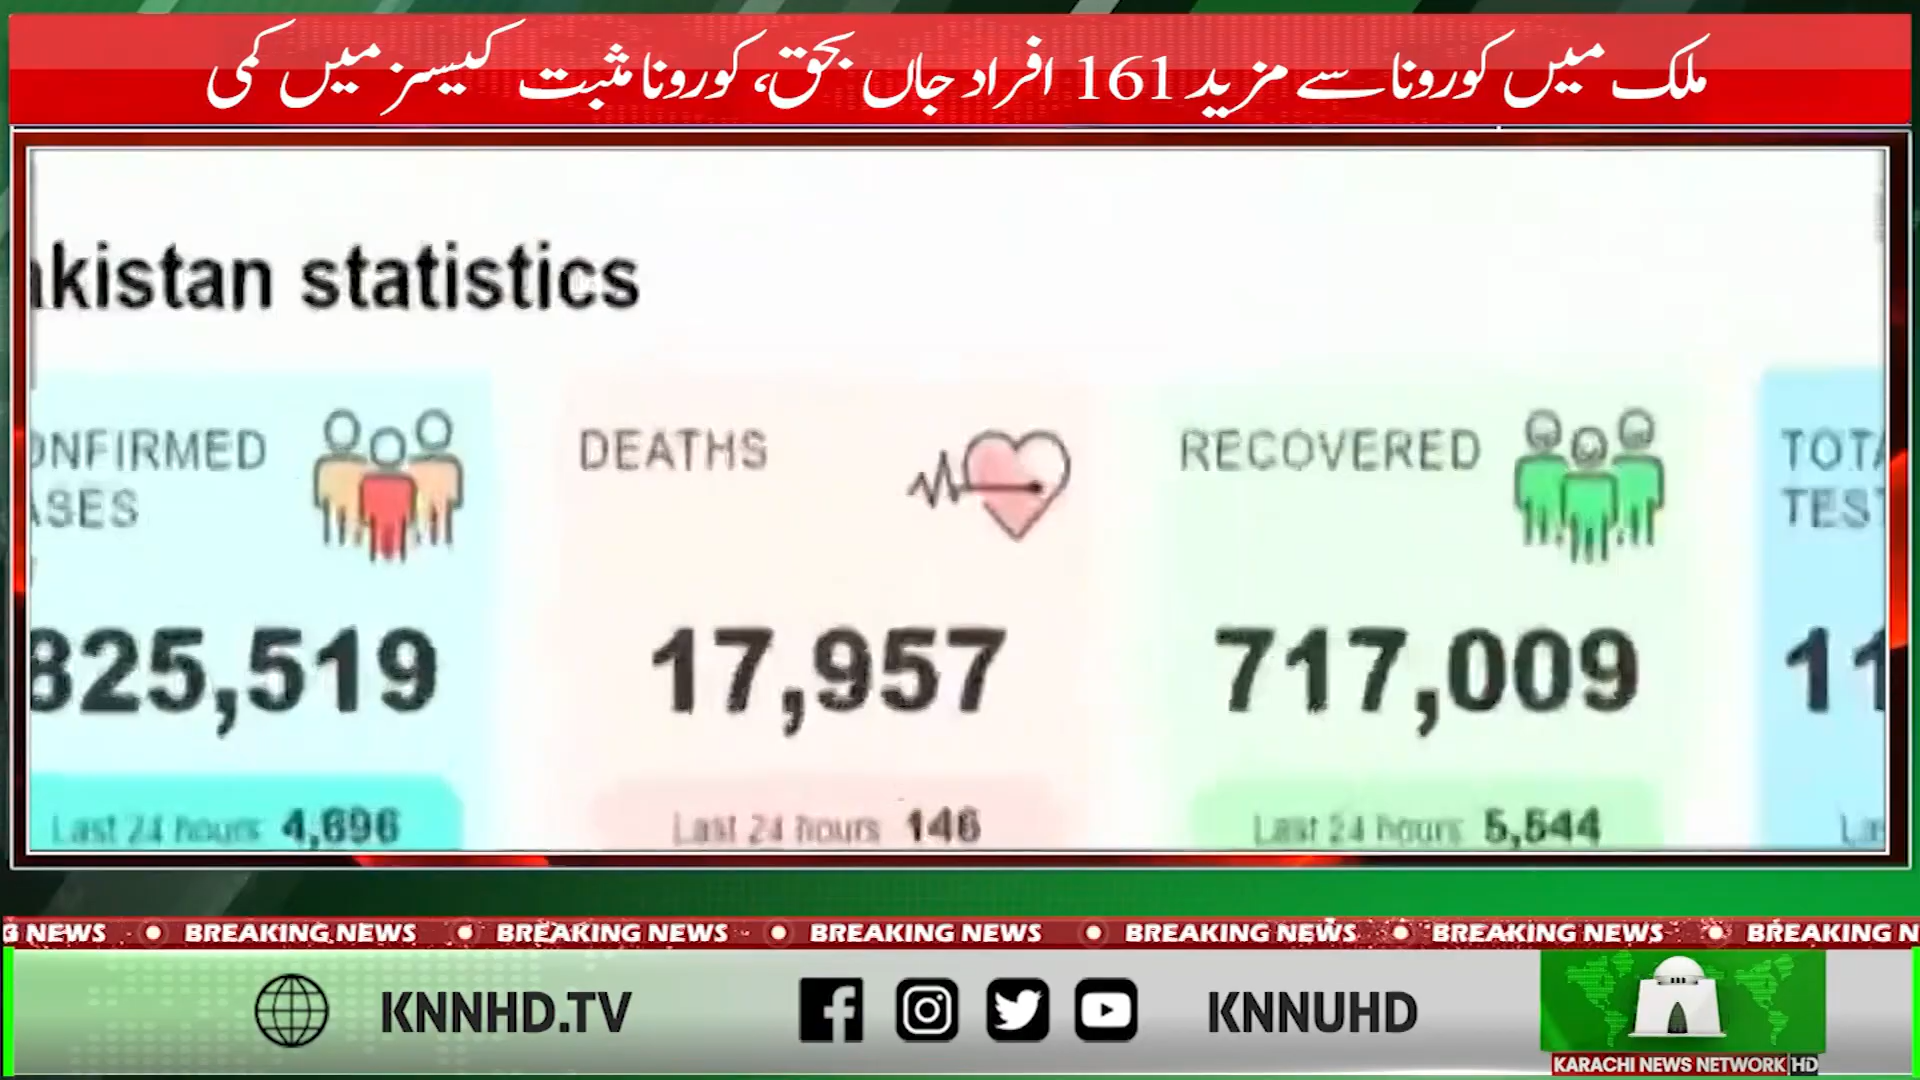 ملک میں کورونا سے مزید 161 افراد جاں بحق، کورونا مثبت کیسز میں کمی
akistan statistics
ONFIRMED
ASES
DEATHS
RECOVERED
TOTA
TEST
825,519
17,957
717,009
11
Last 24 hours 4,696
Last 24 hours 146
Last 24 hours 5,544
La
G NEWS BREAKING NEWS BREAKING NEWS BREAKING NEWS BREAKING NEWS BREAKING NEWS BREAKING N
KNNHD.TV
KNNUHD
KARACHI NEWS NETWORK HD